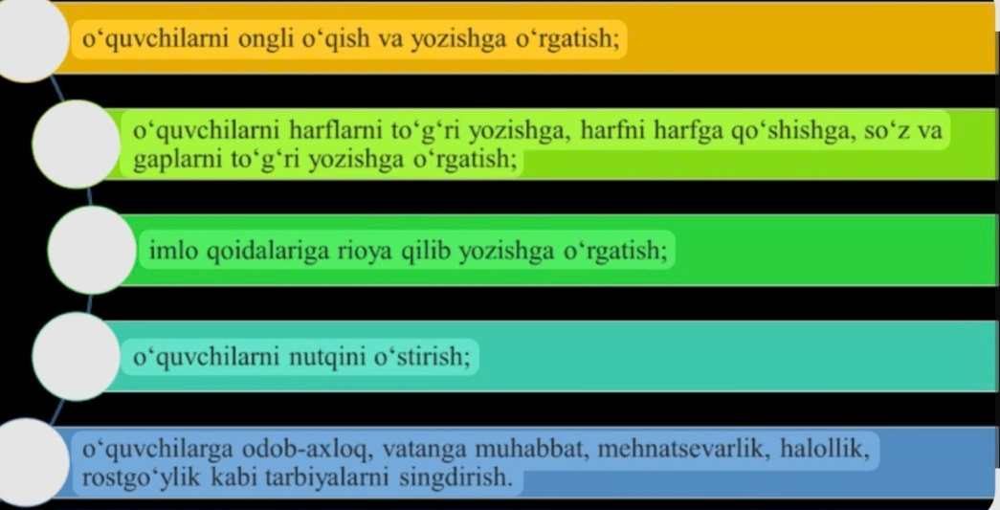 o‘quvchilarni ongli o‘qish va yozishga o‘rgatish;
o‘quvchilarni harflarni to‘g‘ri yozishga, harfni harfga qo‘shishga, so‘z va
gaplarni to‘g‘ri yozishga o‘rgatish;
imlo qoidalariga rioya qilib yozishga o‘rgatish;
o‘quvchilarni nutqini o‘stirish;
o‘quvchilarga odob-axloq, vatanga muhabbat, mehnatsevarlik, halollik,
rostgo‘ylik kabi tarbiyalarni singdirish.